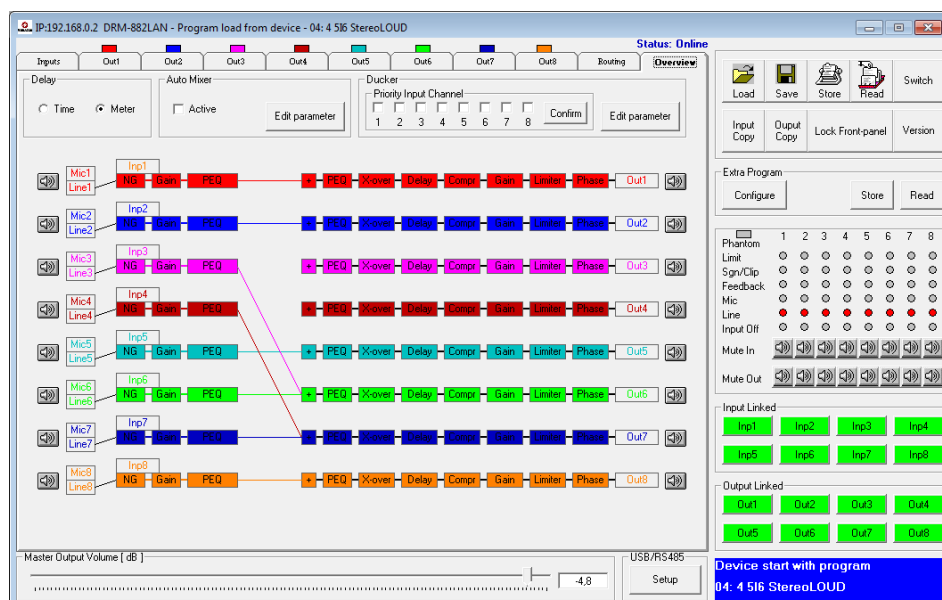 IP:192.168.0.2 DRM-882LAN - Program load from device - 04: 4 5I6 StereoLOUD
Status: Online
Inputs Out1 Out2 Out3 Out4 Out5 Out6 Out7 Out8 Routing Overview
Delay
Time Meter
Auto Mixer
Active
Edit parameter
Ducker
Priority Input Channel
1 2 3 4 5 6 7 8
Confirm
Edit parameter
Load Save Store Read Switch
Input Copy Ouput Copy Lock Front-panel Version
Extra Program
Configure Store Read
Inp1
Mic1
Line1
NG Gain PEQ + PEQ X-over Delay Compr Gain Limiter Phase Out1
Inp2
Mic2
Line2
NG Gain PEQ + PEQ X-over Delay Compr Gain Limiter Phase Out2
Inp3
Mic3
Line3
NG Gain PEQ + PEQ X-over Delay Compr Gain Limiter Phase Out3
Inp4
Mic4
Line4
NG Gain PEQ + PEQ X-over Delay Compr Gain Limiter Phase Out4
Inp5
Mic5
Line5
NG Gain PEQ + PEQ X-over Delay Compr Gain Limiter Phase Out5
Inp6
Mic6
Line6
NG Gain PEQ + PEQ X-over Delay Compr Gain Limiter Phase Out6
Inp7
Mic7
Line7
NG Gain PEQ + PEQ X-over Delay Compr Gain Limiter Phase Out7
Inp8
Mic8
Line8
NG Gain PEQ + PEQ X-over Delay Compr Gain Limiter Phase Out8
Phantom 1 2 3 4 5 6 7 8
Limit
Sgn/Clip
Feedback
Mic
Line
Input Off
Mute In
Mute Out
Input Linked
Inp1 Inp2 Inp3 Inp4
Inp5 Inp6 Inp7 Inp8
Output Linked
Out1 Out2 Out3 Out4
Out5 Out6 Out7 Out8
Master Output Volume [ dB ]
-4,8
USB/RS485
Setup
Device start with program
04: 4 5I6 StereoLOUD